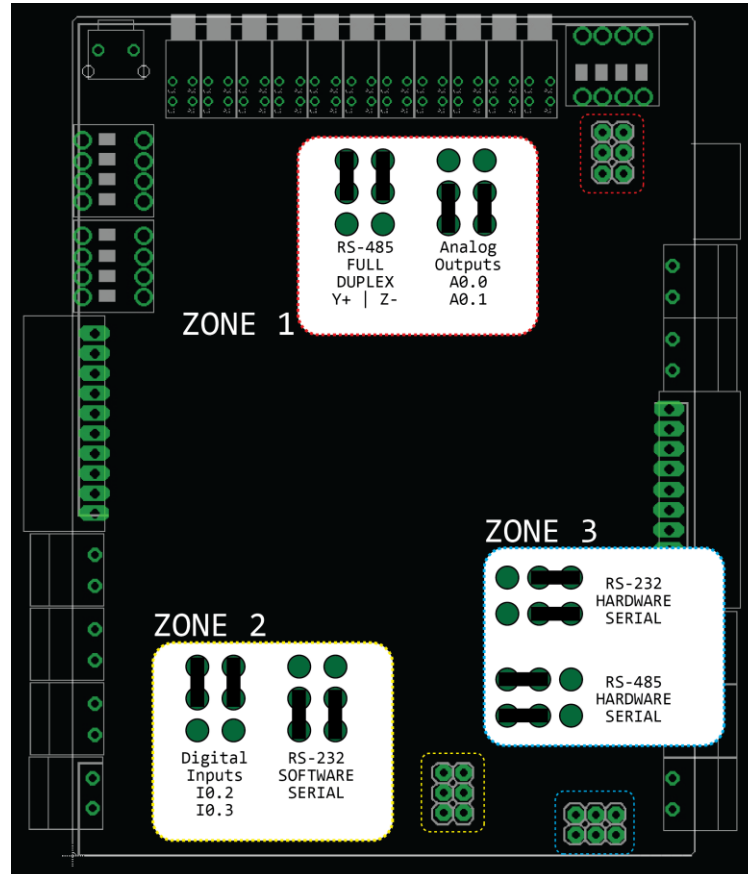 RS-485
FULL
DUPLEX
Y+ | Z-
Analog
Outputs
A0.0
A0.1
ZONE 1
ZONE 3
RS-232
HARDWARE
SERIAL
RS-485
HARDWARE
SERIAL
ZONE 2
Digital
Inputs
I0.2
I0.3
RS-232
SOFTWARE
SERIAL